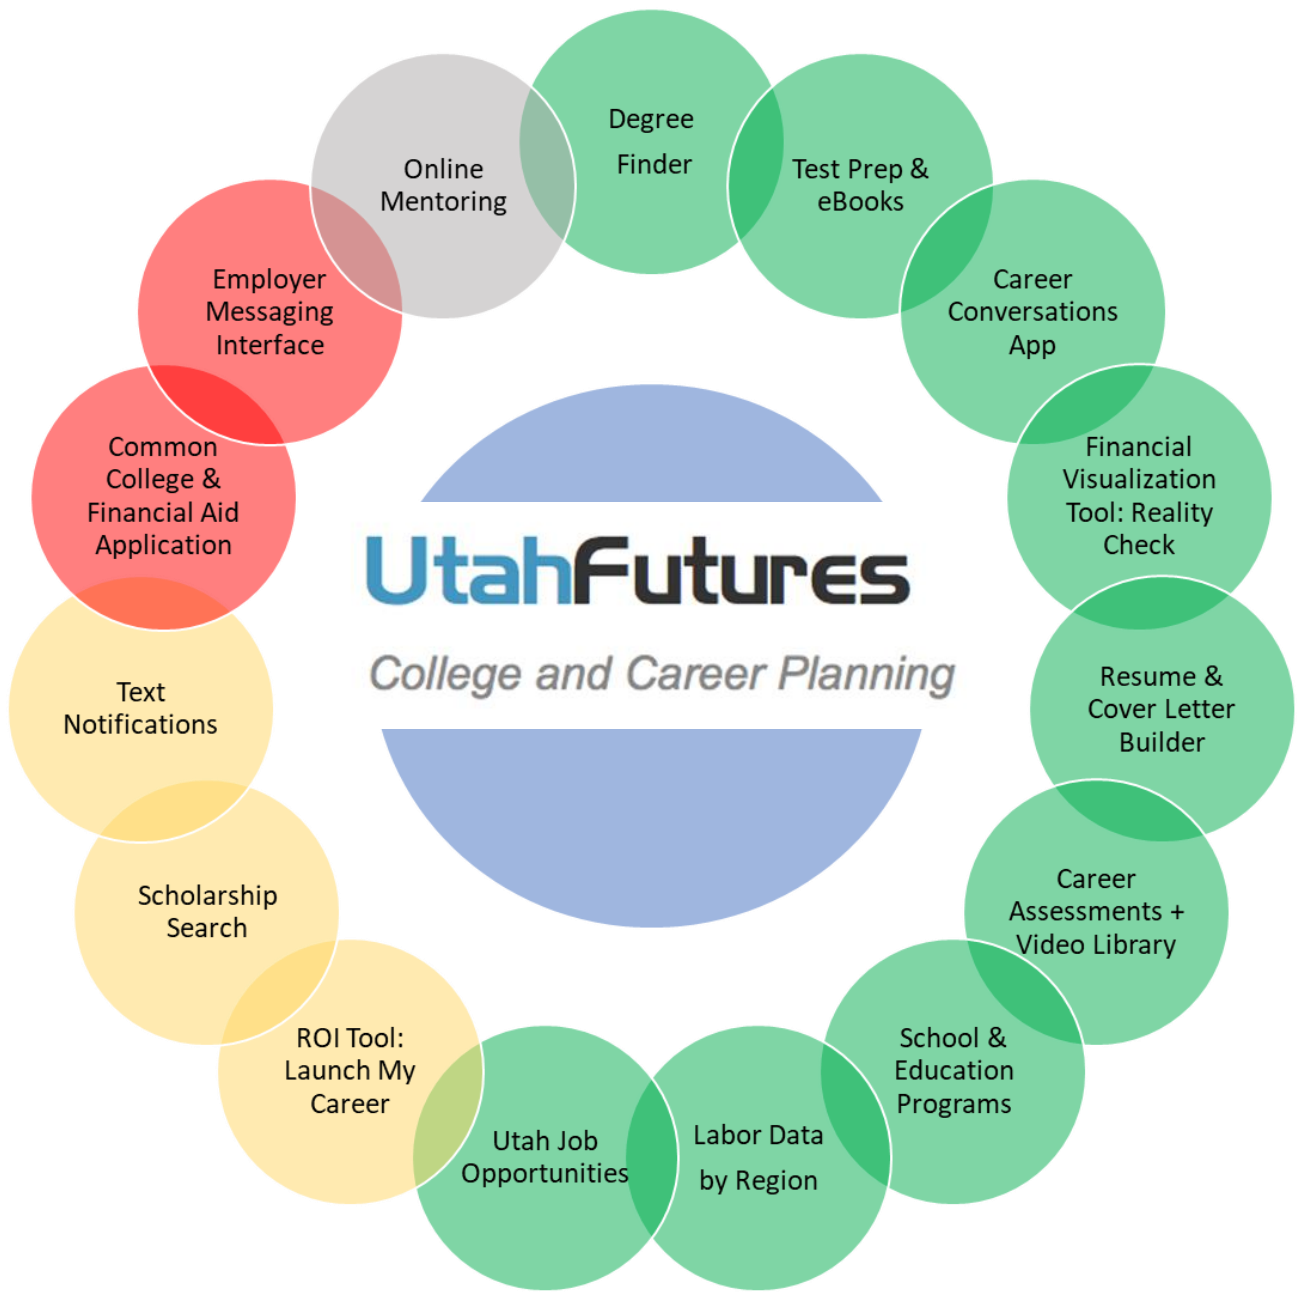 Degree
Finder
Test Prep &
eBooks
Career
Conversations
App
Financial
Visualization
Tool: Reality
Check
Resume &
Cover Letter
Builder
Career
Assessments +
Video Library
School &
Education
Programs
Labor Data
by Region
Utah Job
Opportunities
ROI Tool:
Launch My
Career
Scholarship
Search
Text
Notifications
Common
College &
Financial Aid
Application
Employer
Messaging
Interface
Online
Mentoring
UtahFutures
College and Career Planning